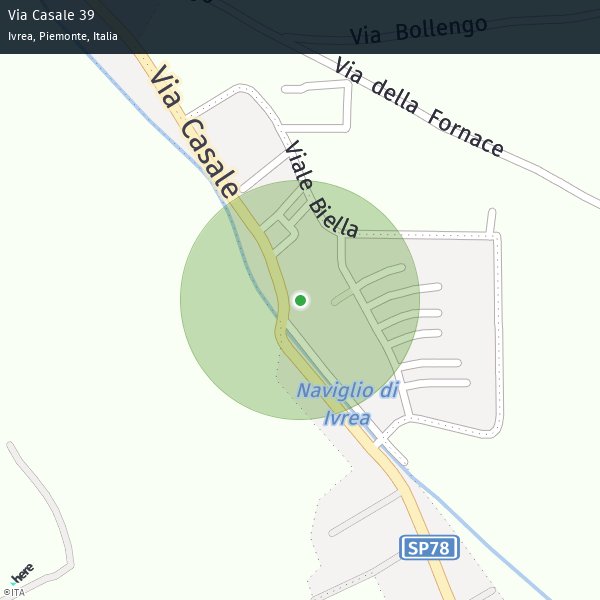 Via Casale 39
Ivrea, Piemonte, Italia
Via Bollengo
Via della Fornace
Via Casale
Viale Biella
Naviglio di
Ivrea
SP78
here
©ITA